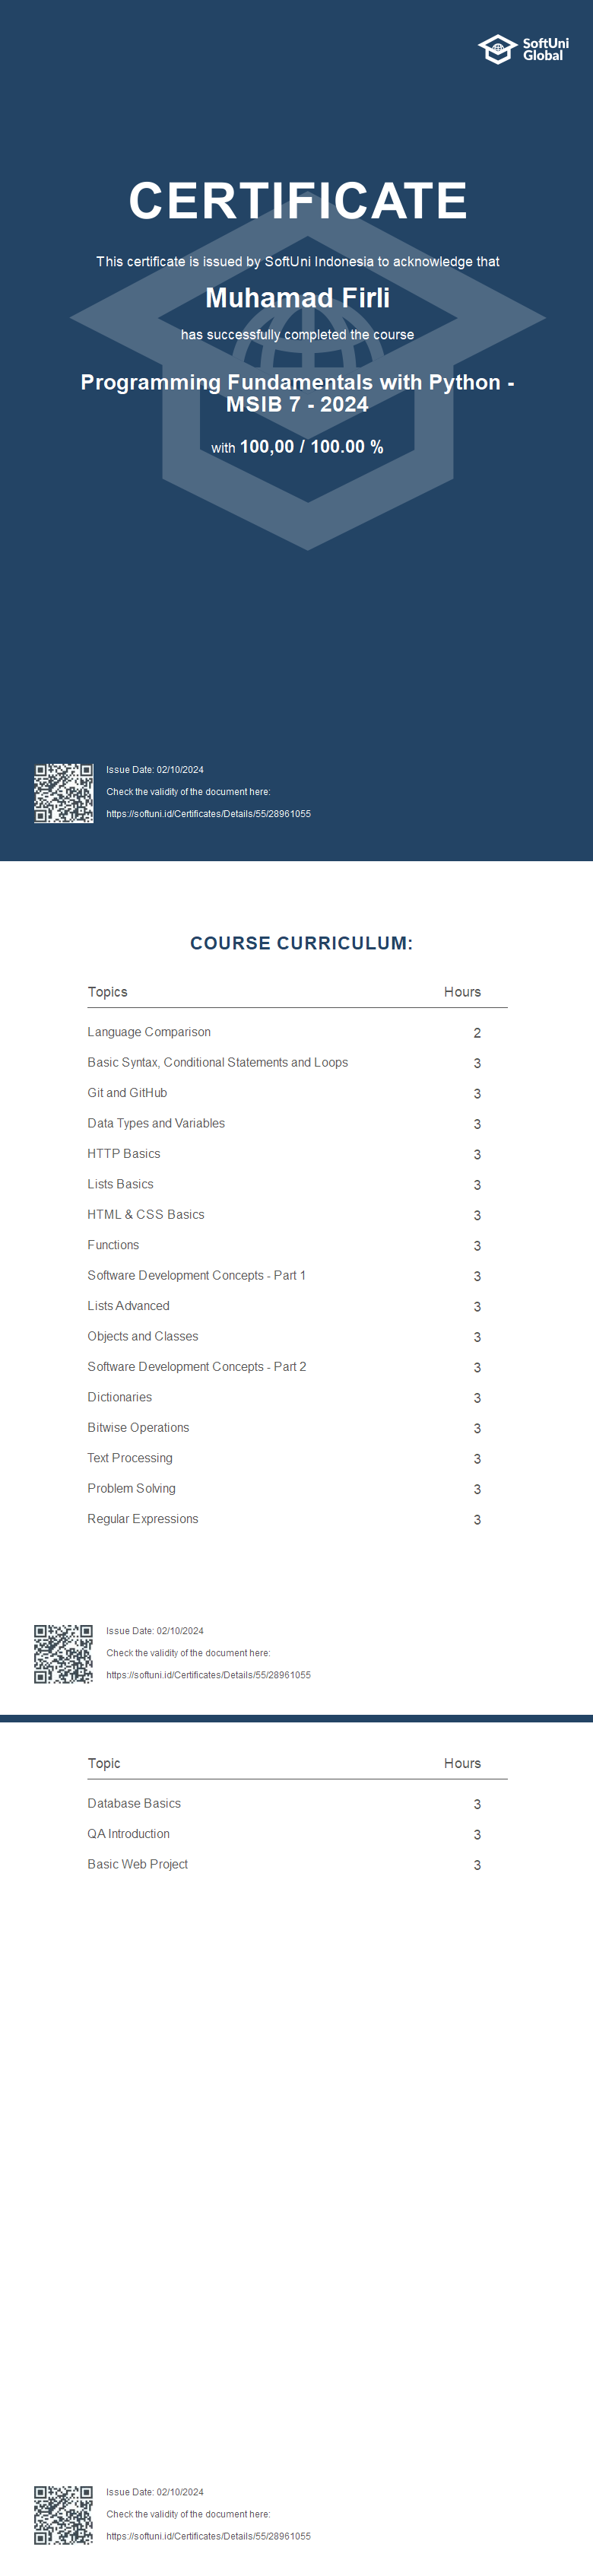 SoftUni
Global
CERTIFICATE
This certificate is issued by SoftUni Indonesia to acknowledge that
Muhamad Firli
has successfully completed the course
Programming Fundamentals with Python -
MSIB 7 - 2024
with 100,00 / 100.00 %
Issue Date: 02/10/2024
Check the validity of the document here:
https://softuni.id/Certificates/Details/55/28961055
COURSE CURRICULUM:
Topics Hours
Language Comparison 2
Basic Syntax, Conditional Statements and Loops 3
Git and GitHub 3
Data Types and Variables 3
HTTP Basics 3
Lists Basics 3
HTML & CSS Basics 3
Functions 3
Software Development Concepts - Part 1 3
Lists Advanced 3
Objects and Classes 3
Software Development Concepts - Part 2 3
Dictionaries 3
Bitwise Operations 3
Text Processing 3
Problem Solving 3
Regular Expressions 3
Issue Date: 02/10/2024
Check the validity of the document here:
https://softuni.id/Certificates/Details/55/28961055
Topic Hours
Database Basics 3
QA Introduction 3
Basic Web Project 3
Issue Date: 02/10/2024
Check the validity of the document here:
https://softuni.id/Certificates/Details/55/28961055